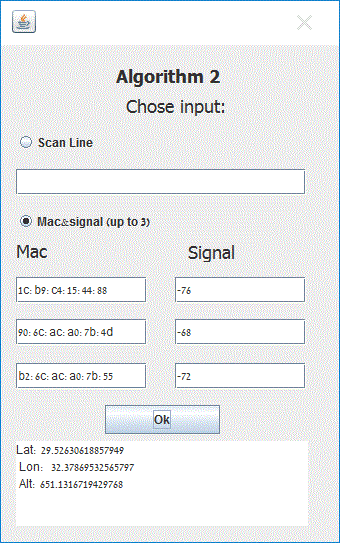 Algorithm 2
Chose input:
Scan Line
Mac&signal (up to 3)
Mac Signal
1C:b9:C4:15:44:88 -76
90:6C:ac:a0:7b:4d -68
b2:6C:ac:a0:7b:55 -72
Ok
Lat: 29.52630618857949
Lon: 32.37869532565797
Alt: 651.1316719429768